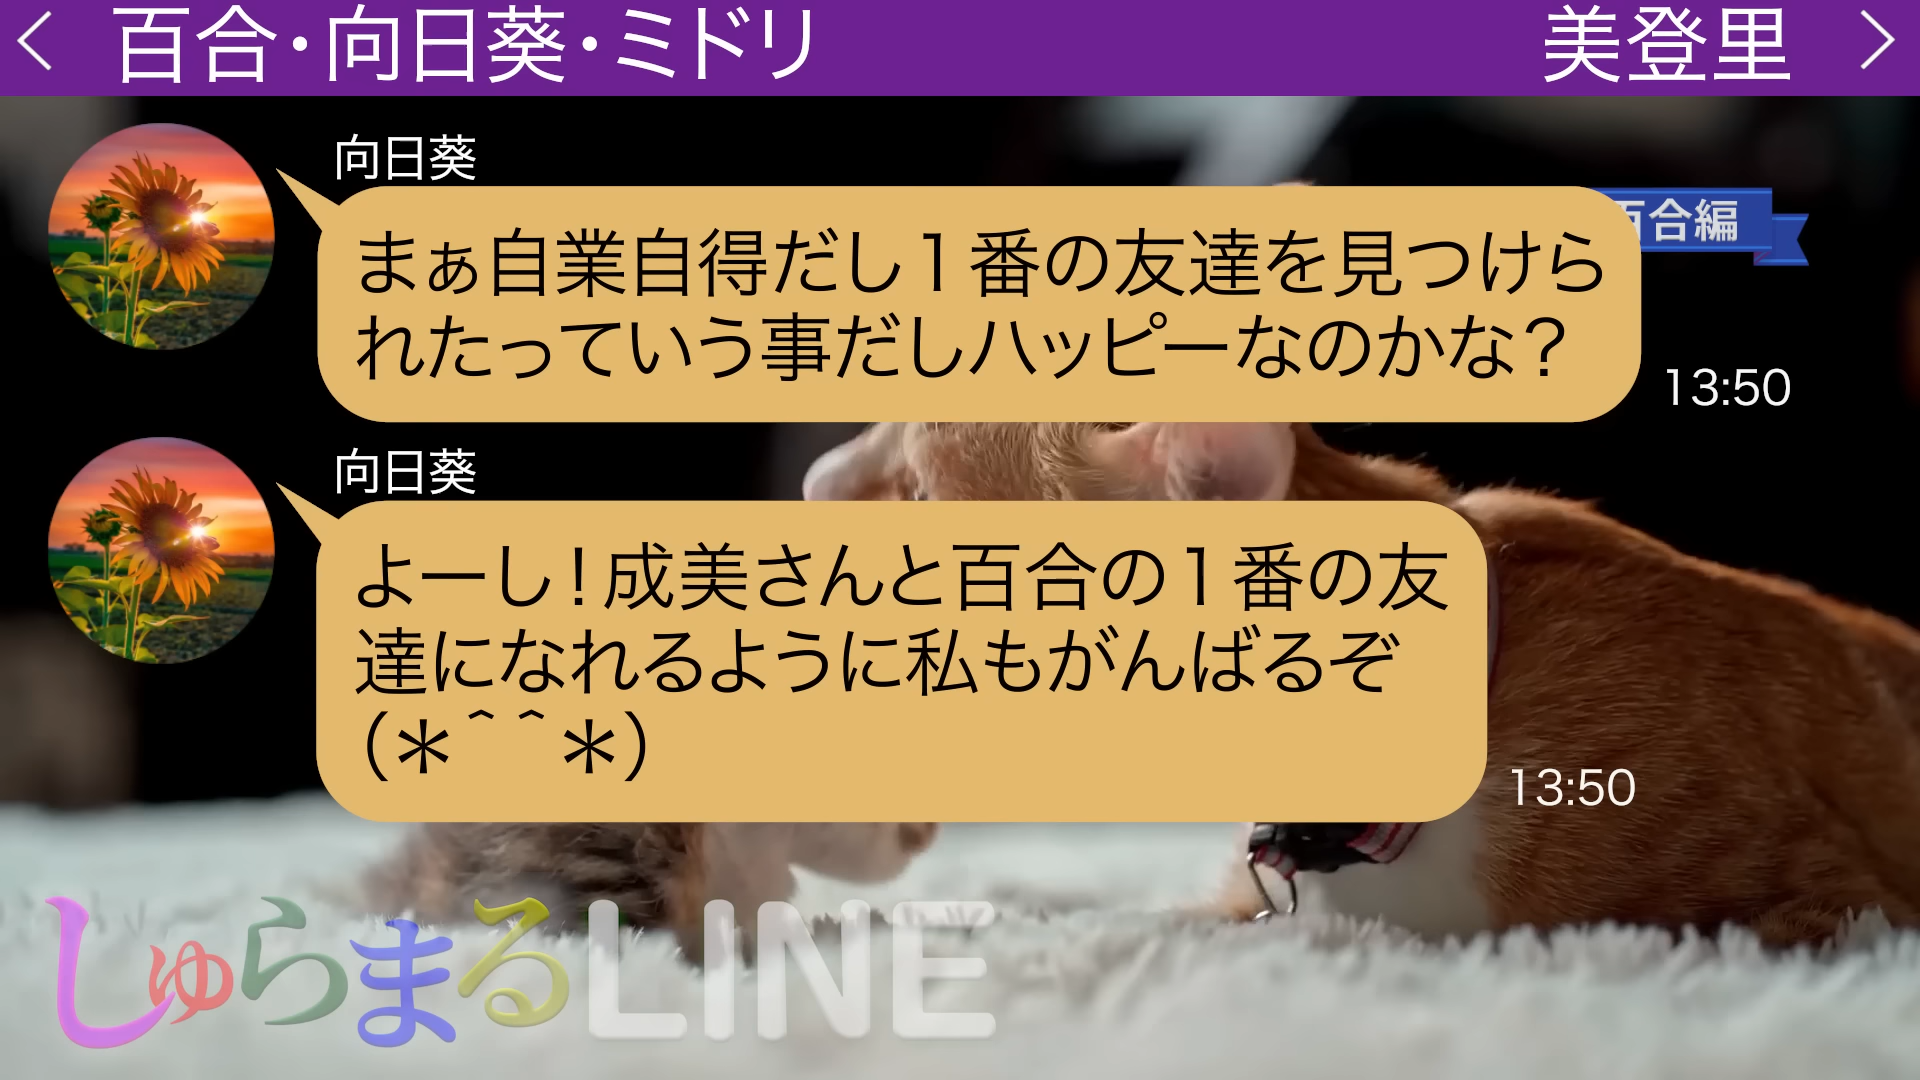 百合・向日葵・ミドリ
美登里
向日葵
百合編
まぁ自業自得だし１番の友達を見つけら
れたっていう事だしハッピーなのかな？
13:50
向日葵
よーし！成美さんと百合の１番の友
達になれるように私もがんばるぞ
(＊＾＾＊)
13:50
しゅらまるLINE